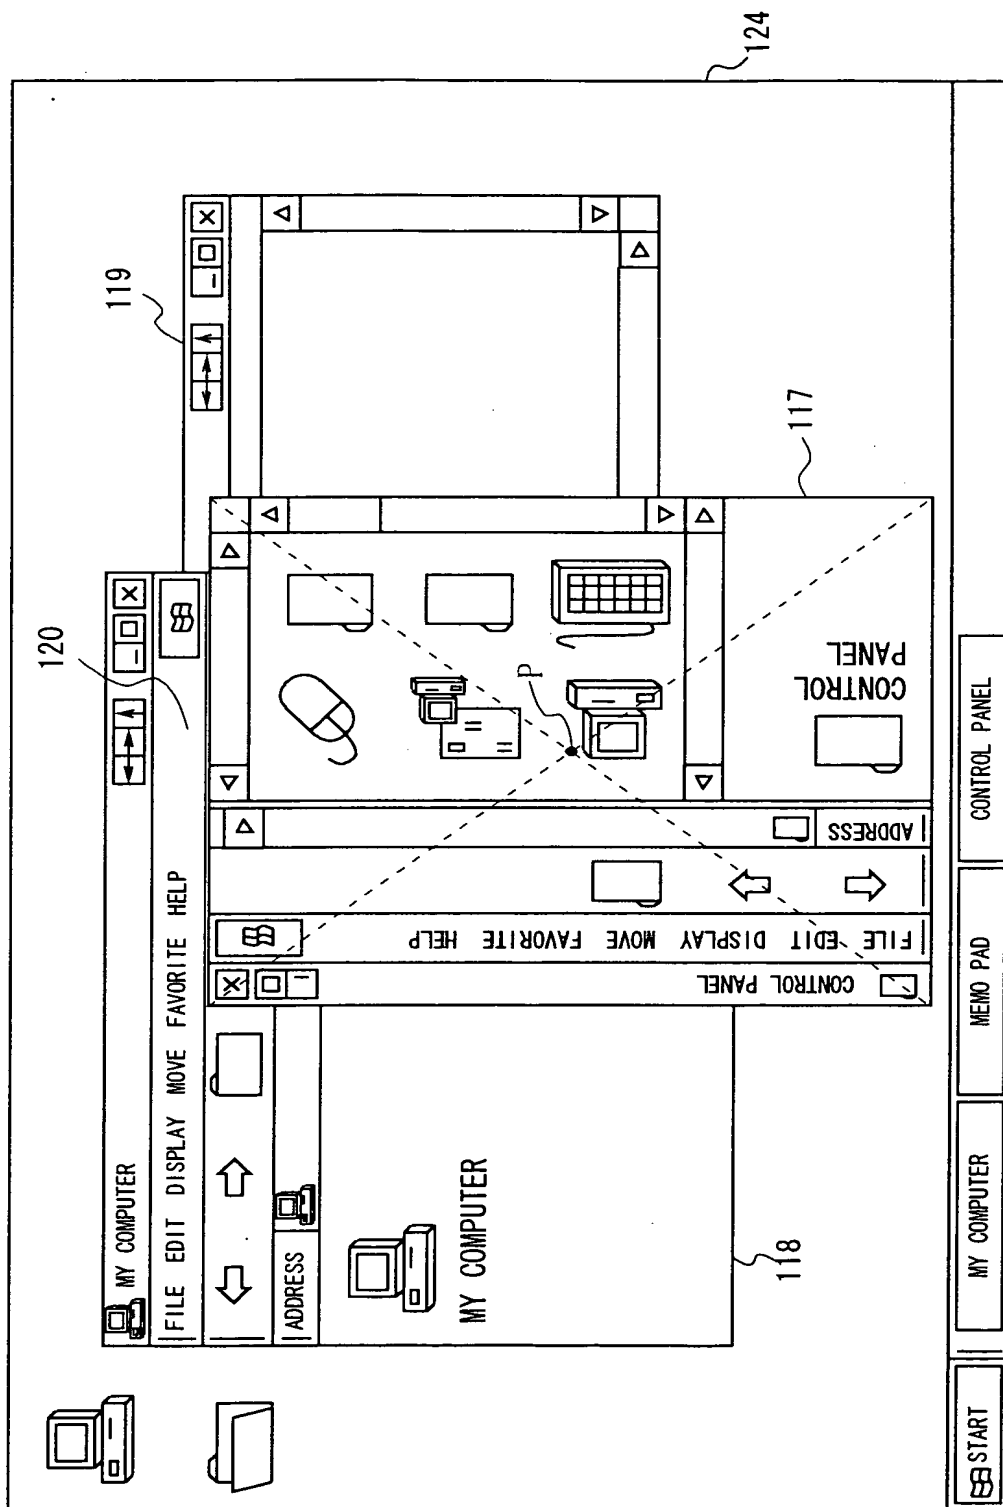 124
119
120
MY COMPUTER
FILE EDIT DISPLAY MOVE FAVORITE HELP
ADDRESS
MY COMPUTER
118
117
CONTROL PANEL
FILE EDIT DISPLAY MOVE FAVORITE HELP
ADDRESS
P
CONTROL
PANEL
START
MY COMPUTER
MEMO PAD
CONTROL PANEL